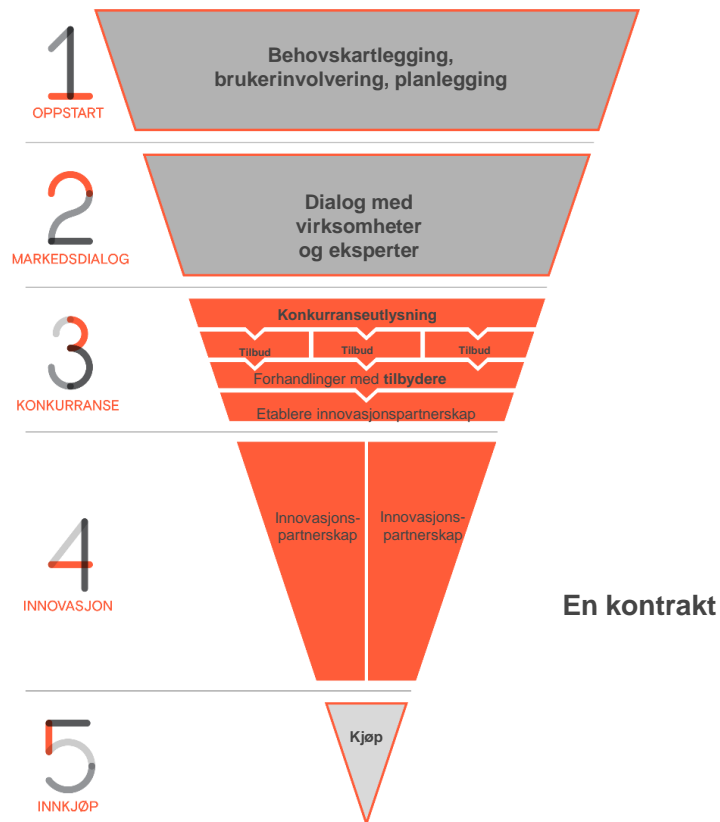 1
OPPSTART
Behovskartlegging,
brukerinvolvering, planlegging
2
MARKEDSDIALOG
Dialog med
virksomheter
og eksperter
3
KONKURRANSE
Konkurranseutlysning
Tilbud Tilbud Tilbud
Forhandlinger med tilbydere
Etablere innovasjonspartnerskap
4
INNOVASJON
Innovasjons-
partnerskap
Innovasjons-
partnerskap
En kontrakt
5
INNKJØP
Kjøp